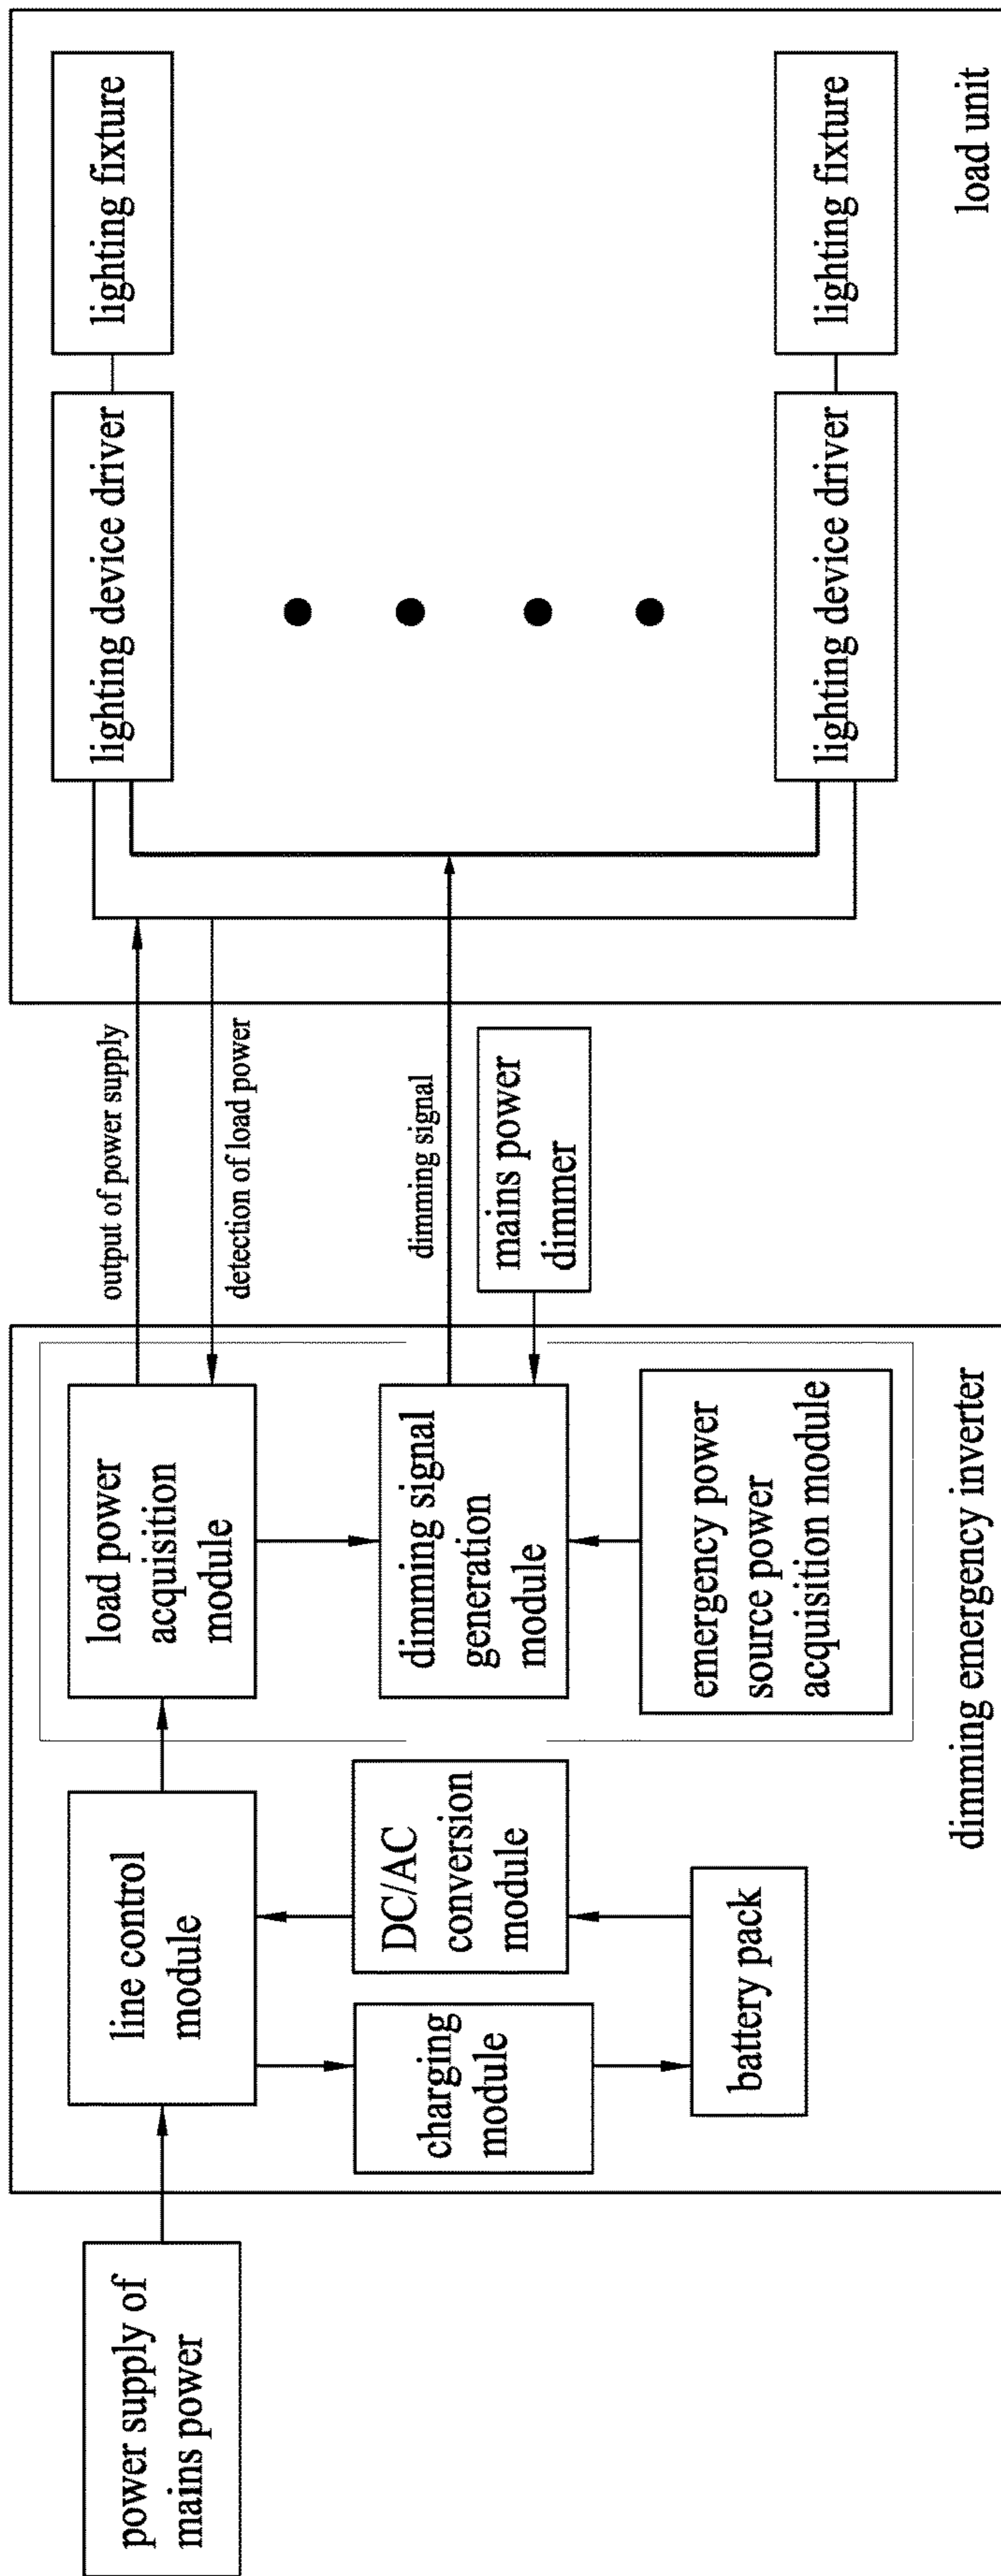 power supply of
mains power
line control
module
charging
module
DC/AC
conversion
module
battery pack
load power
acquisition
module
dimming signal
generation
module
emergency power
source power
acquisition module
dimming emergency inverter
output of power supply
detection of load power
dimming signal
mains power
dimmer
lighting device driver
lighting fixture
lighting device driver
lighting fixture
load unit